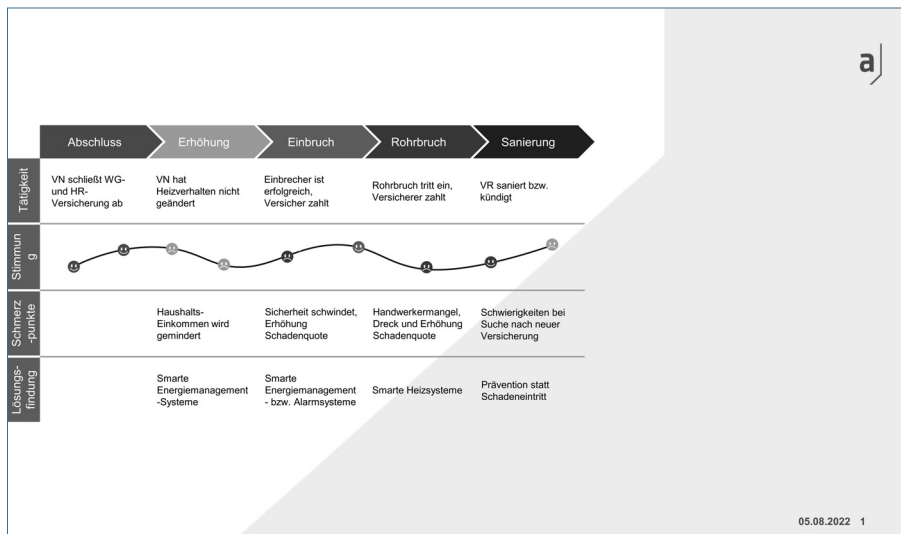 a
Abschluss
Erhöhung
Einbruch
Rohrbruch
Sanierung
Tätigkeit
VN schließt WG-
und HR-
Versicherung ab
VN hat
Heizverhalten nicht
geändert
Einbrecher ist
erfolgreich,
Versicher zahlt
Rohrbruch tritt ein,
Versicherer zahlt
VR saniert bzw.
kündigt
Stimmun
g
Schmerz
-punkte
Haushalts-
Einkommen wird
gemindert
Sicherheit schwindet,
Erhöhung
Schadenquote
Handwerkermangel,
Dreck und Erhöhung
Schadenquote
Schwierigkeiten bei
Suche nach neuer
Versicherung
Lösungs-
findung
Smarte
Energiemanagement
-Systeme
Smarte
Energiemanagement
- bzw. Alarmsysteme
Smarte Heizsysteme
Prävention statt
Schadeneintritt
05.08.2022 1